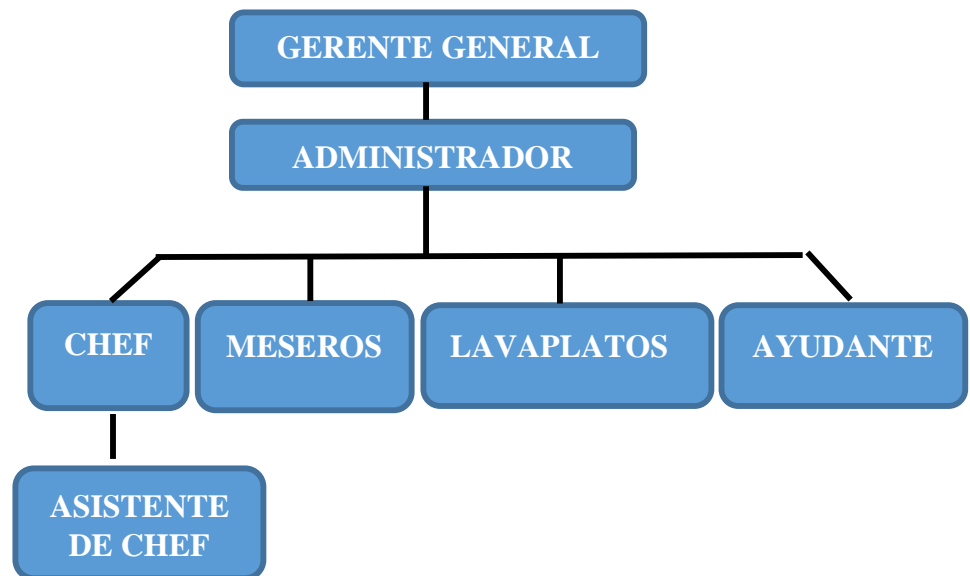 GERENTE GENERAL
ADMINISTRADOR
CHEF
MESEROS
LAVAPLATOS
AYUDANTE
ASISTENTE
DE CHEF